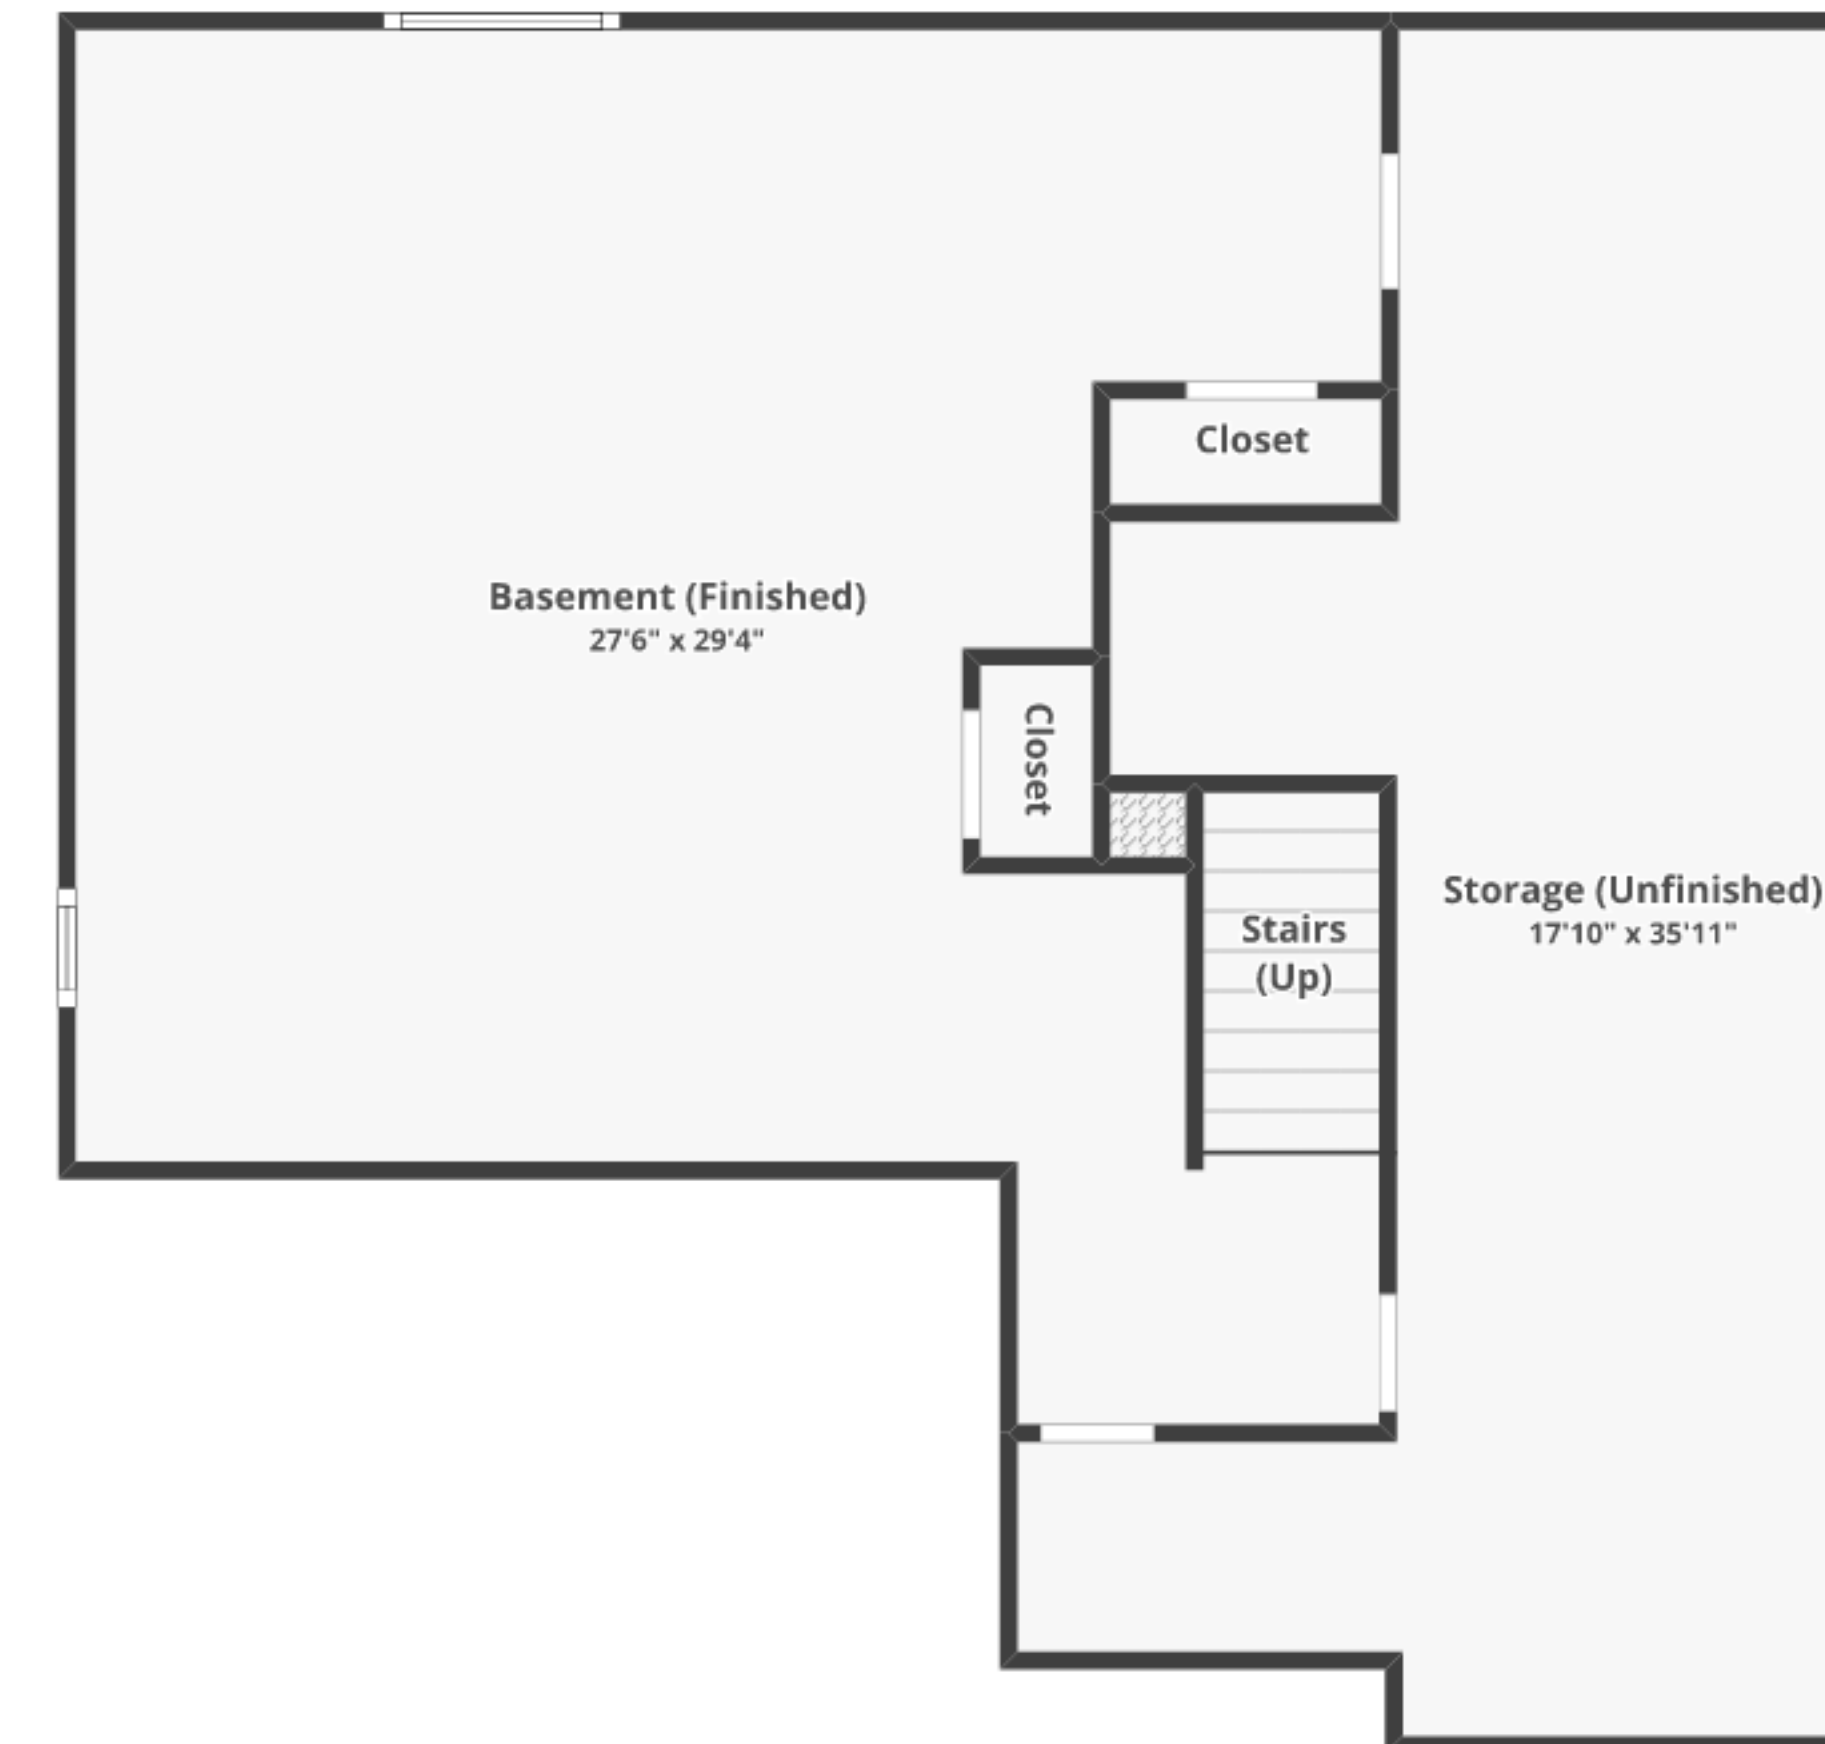 Closet
Basement (Finished)
27'6" x 29'4"
Closet
Storage (Unfinished)
17'10" x 35'11"
Stairs
(Up)